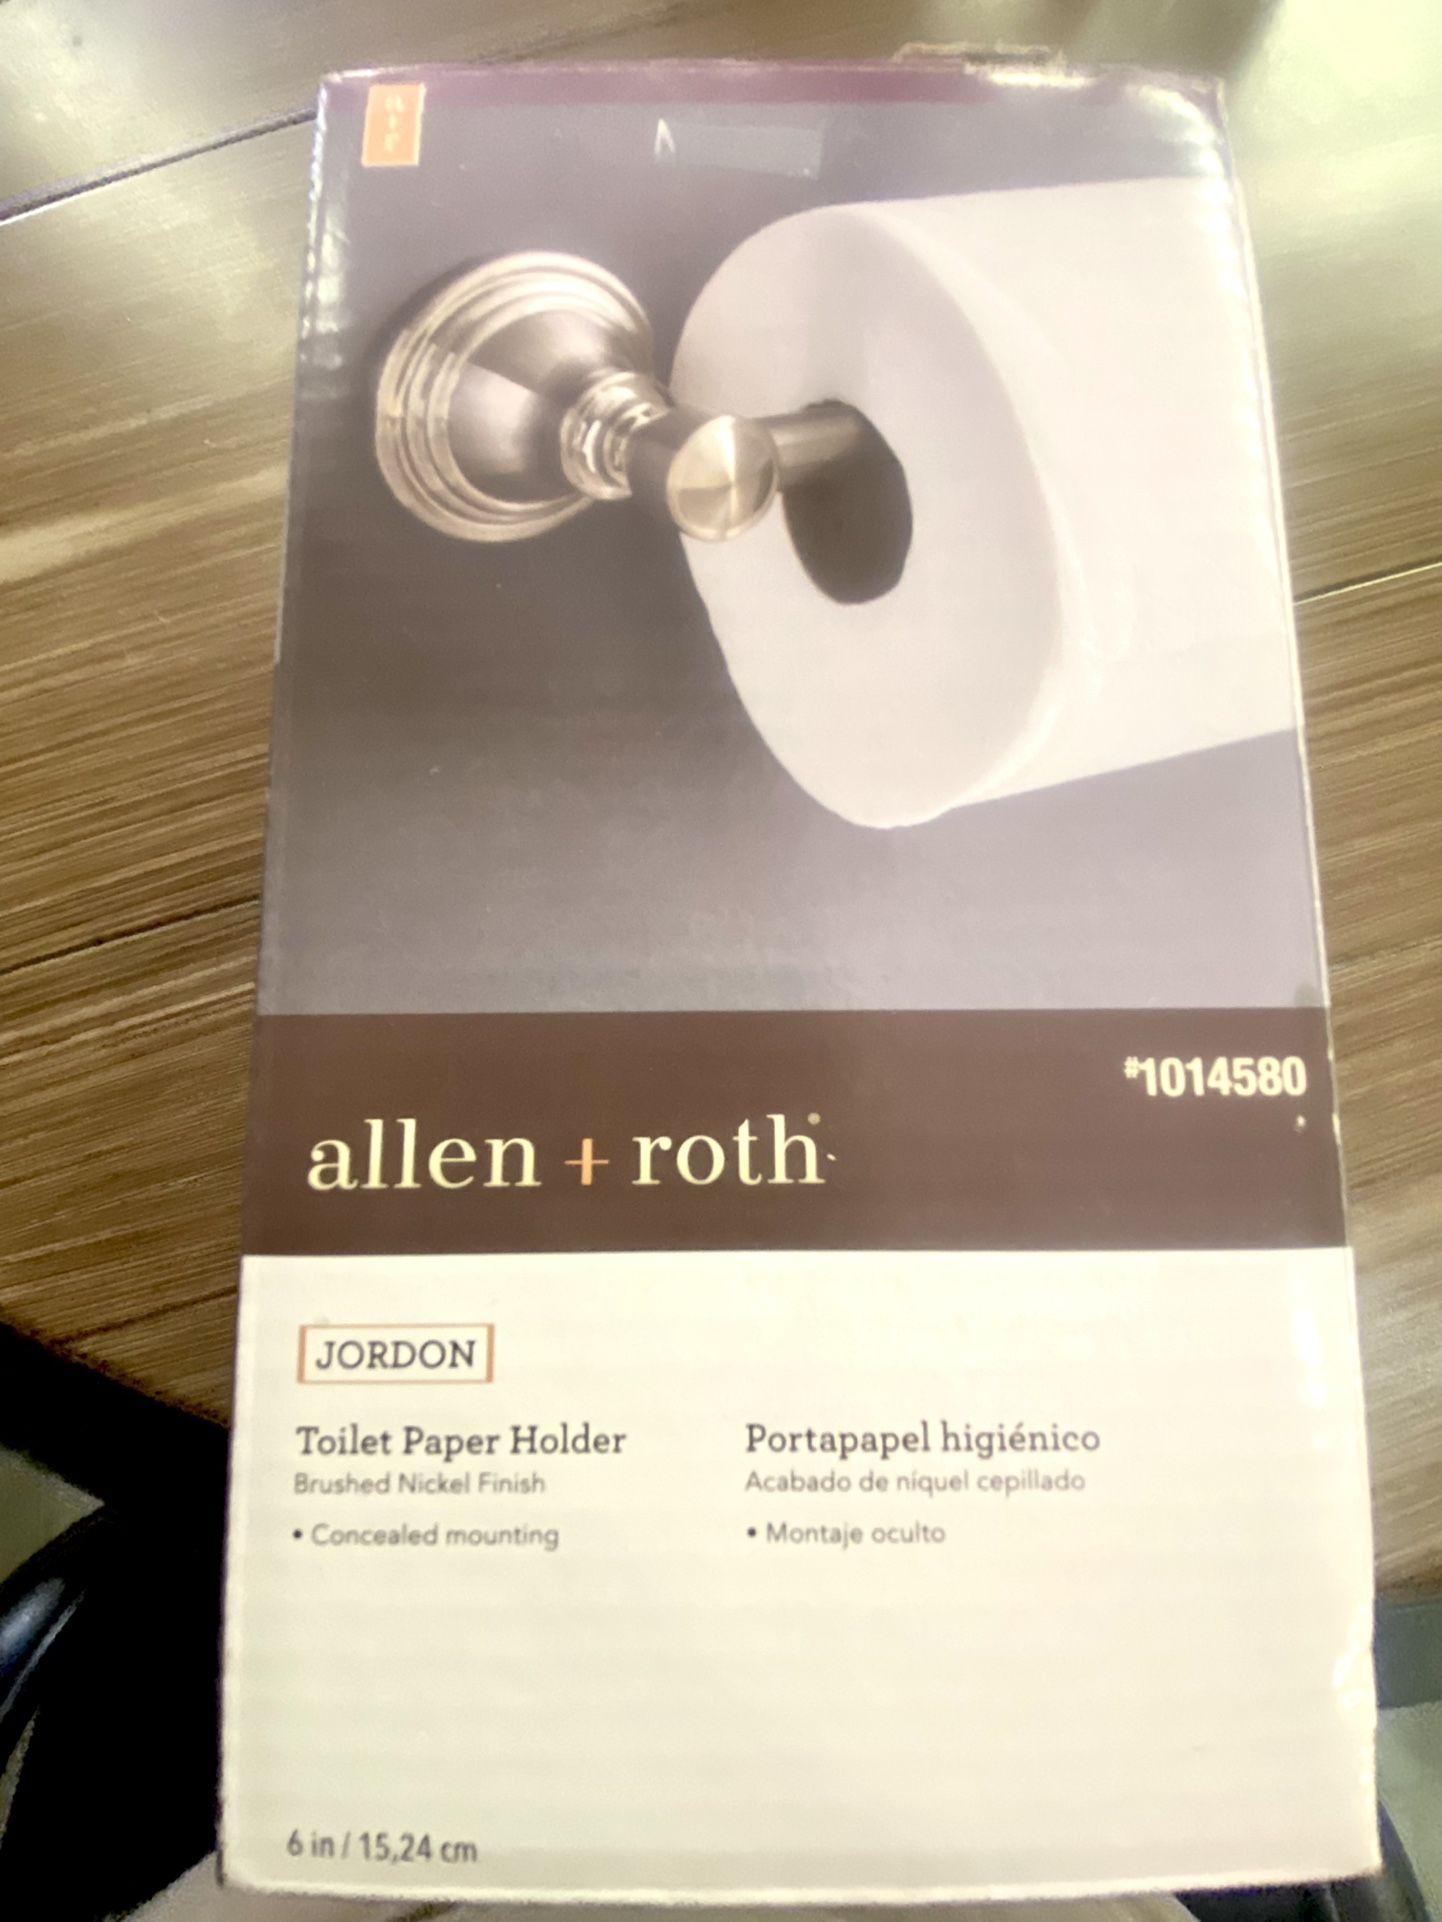 a
+
r
#1014580
allen + roth®
JORDON
Toilet Paper Holder
Brushed Nickel Finish
• Concealed mounting
Portapapel higiénico
Acabado de níquel cepillado
• Montaje oculto
6 in / 15,24 cm